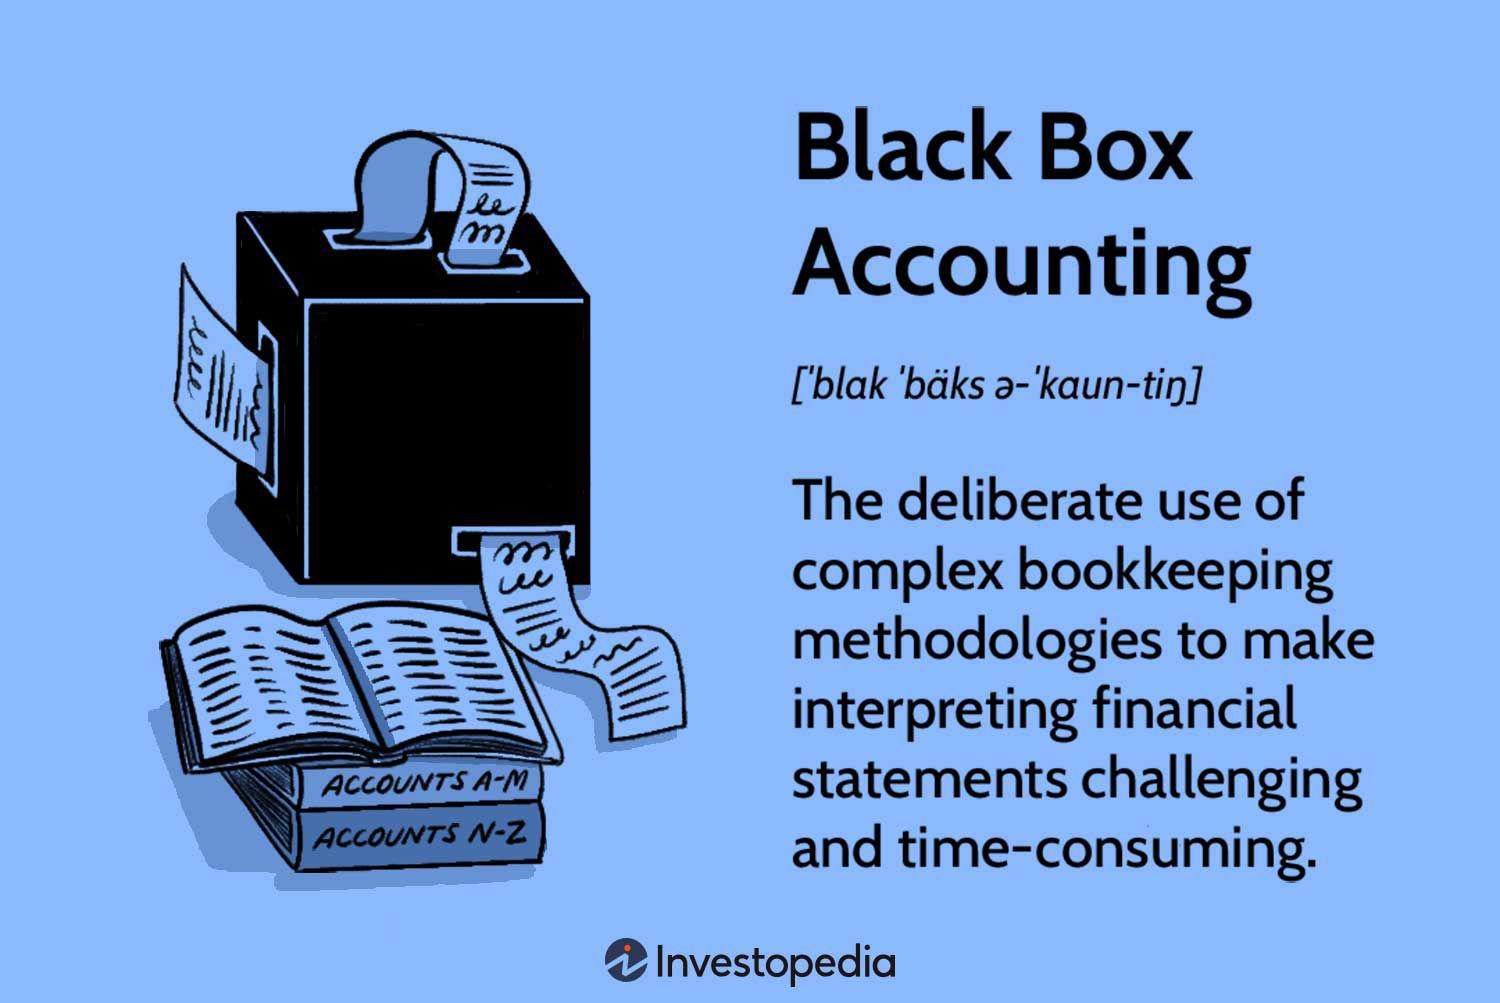 Black Box
Accounting
[ˈblak ˈbäks ə-ˈkaun-tiŋ]
The deliberate use of
complex bookkeeping
methodologies to make
interpreting financial
statements challenging
and time-consuming.
ACCOUNTS A-M
ACCOUNTS N-Z
Investopedia